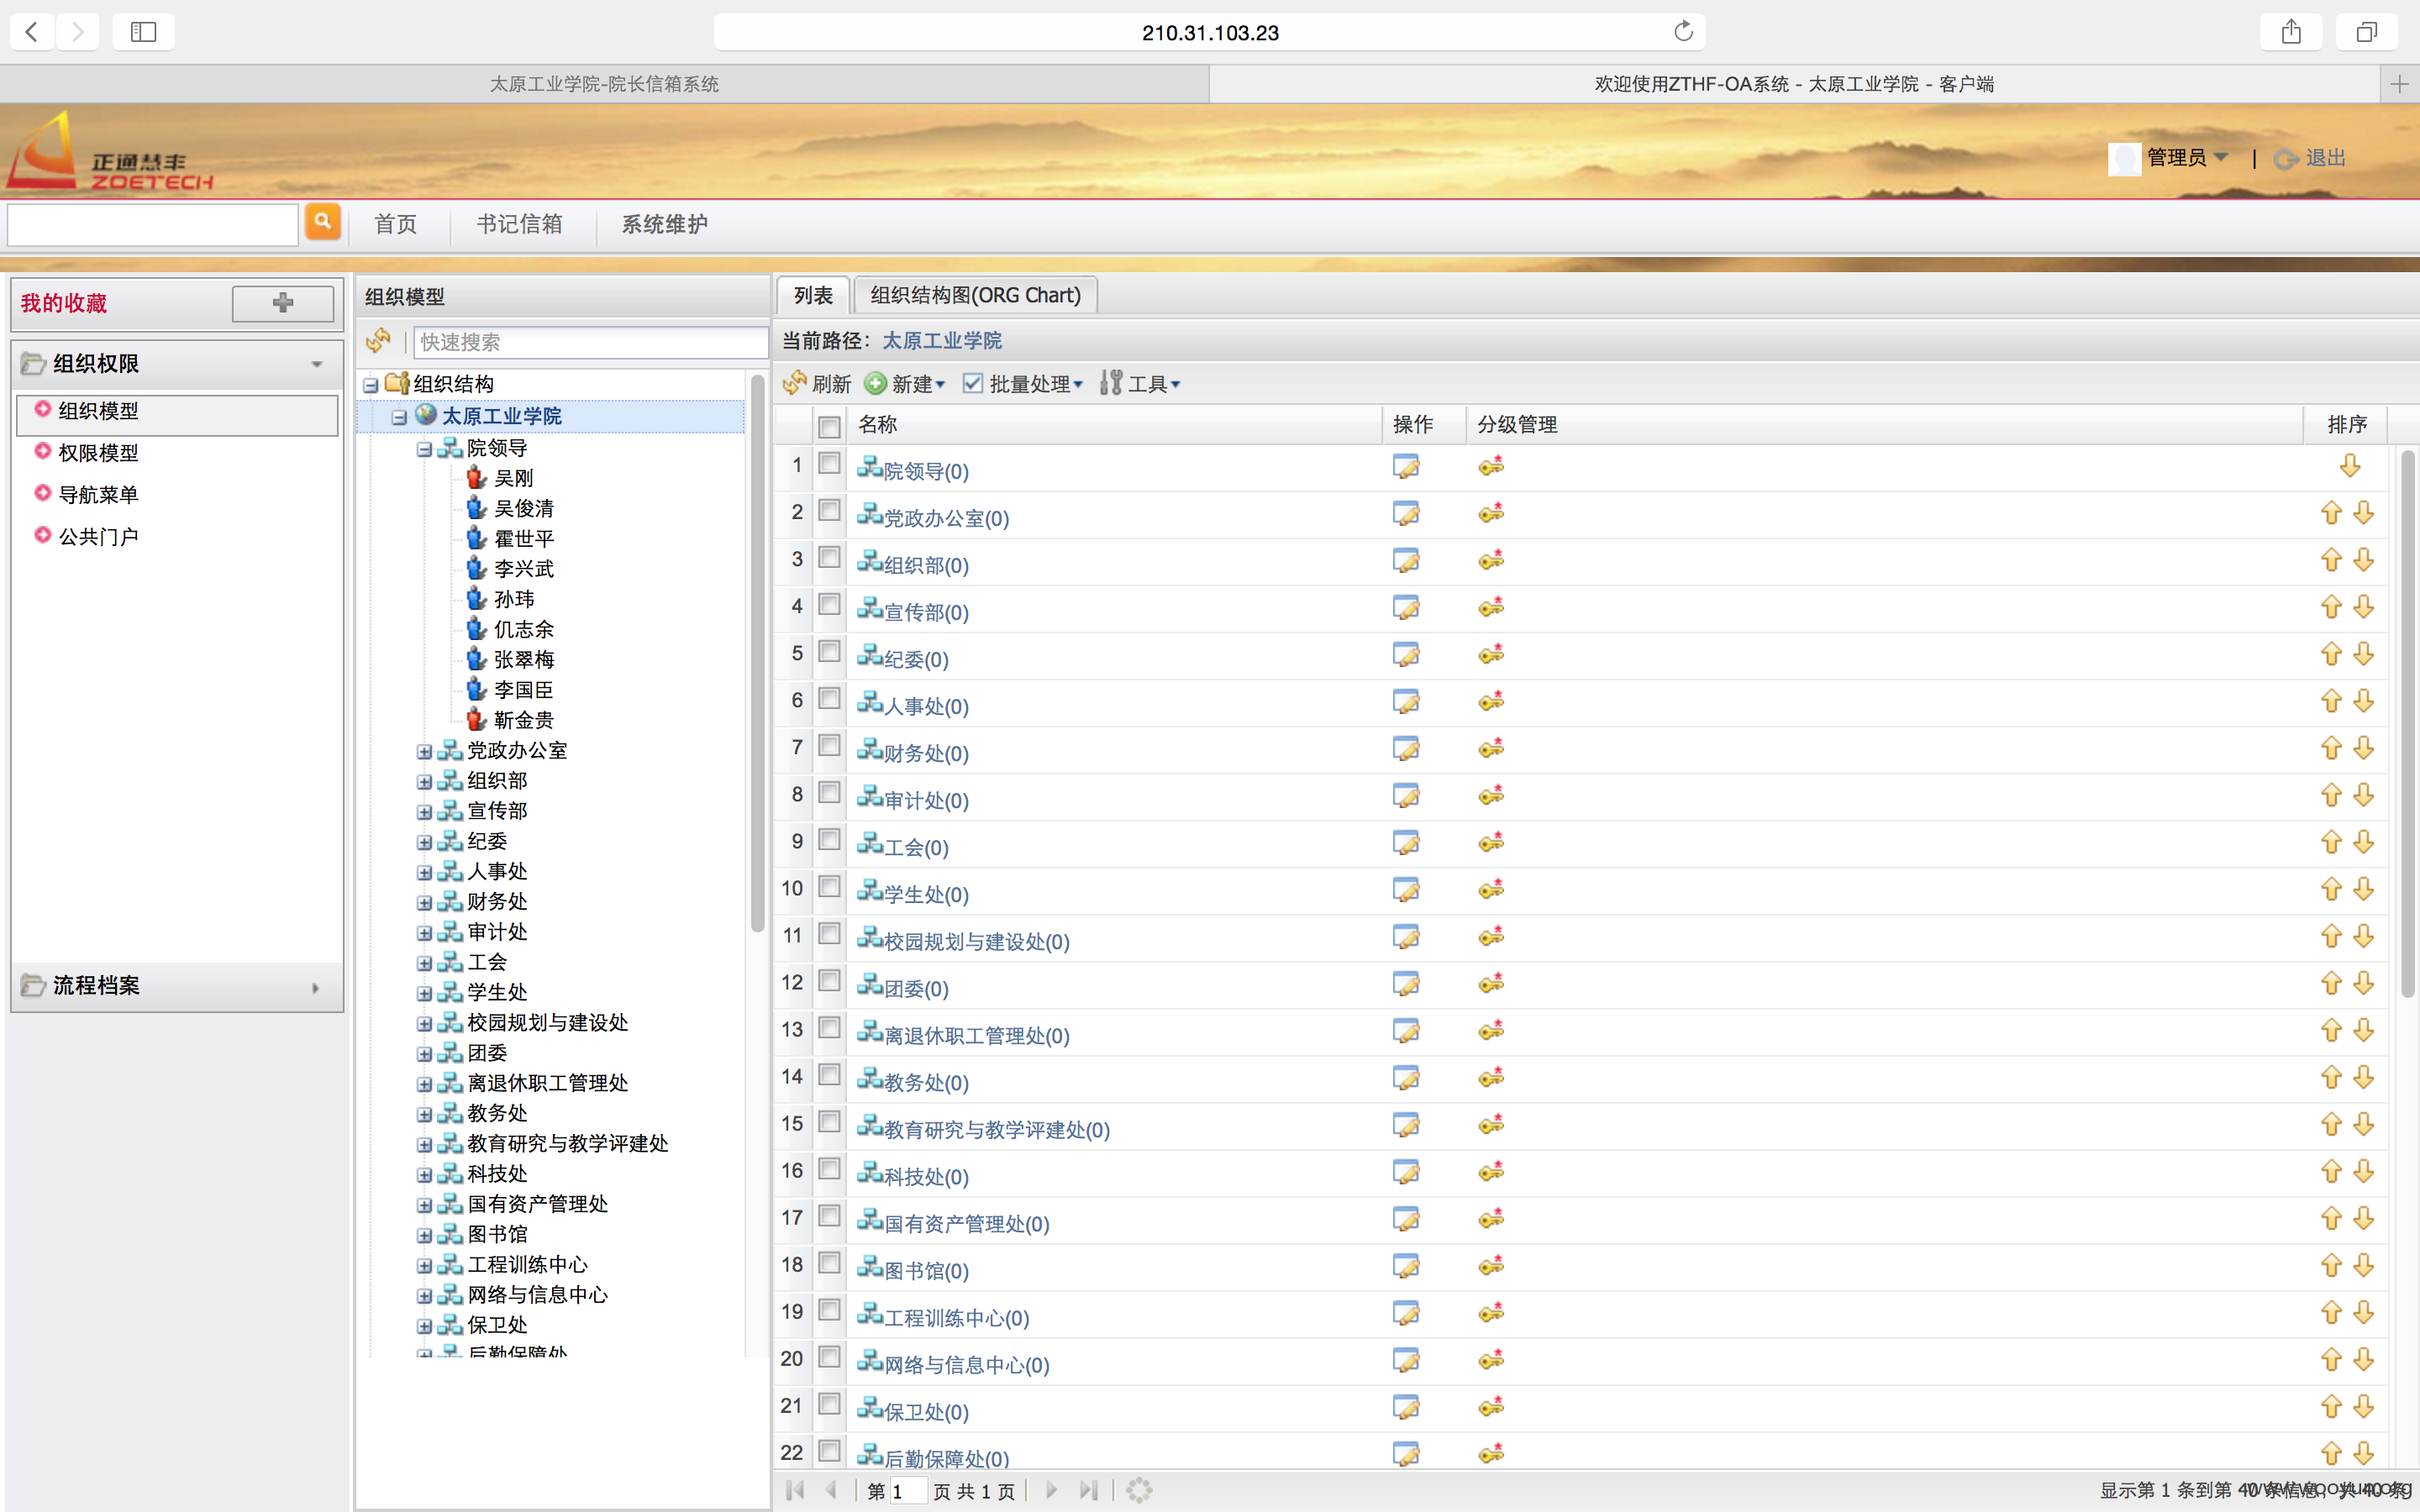 210.31.103.23
太原工业学院-院长信箱系统
欢迎使用ZTHF-OA系统 - 太原工业学院 - 客户端
正通慧丰
ZOETECH
管理员 | 退出
首页 书记信箱 系统维护
我的收藏
组织权限
组织模型
权限模型
导航菜单
公共门户
流程档案
组织模型
快速搜索
组织结构
太原工业学院
院领导
吴刚
吴俊清
霍世平
李兴武
孙玮
仉志余
张翠梅
李国臣
靳金贵
党政办公室
组织部
宣传部
纪委
人事处
财务处
审计处
工会
学生处
校园规划与建设处
团委
离退休职工管理处
教务处
教育研究与教学评建处
科技处
国有资产管理处
图书馆
工程训练中心
网络与信息中心
保卫处
后勤保障处
列表 组织结构图(ORG Chart)
当前路径： 太原工业学院
刷新 新建 批量处理 工具
名称 操作 分级管理 排序
1 院领导(0)
2 党政办公室(0)
3 组织部(0)
4 宣传部(0)
5 纪委(0)
6 人事处(0)
7 财务处(0)
8 审计处(0)
9 工会(0)
10 学生处(0)
11 校园规划与建设处(0)
12 团委(0)
13 离退休职工管理处(0)
14 教务处(0)
15 教育研究与教学评建处(0)
16 科技处(0)
17 国有资产管理处(0)
18 图书馆(0)
19 工程训练中心(0)
20 网络与信息中心(0)
21 保卫处(0)
22 后勤保障处(0)
第 1 页 共 1 页
显示第 1 条到第 40 条信息，共 40 条
www.wooyun.org